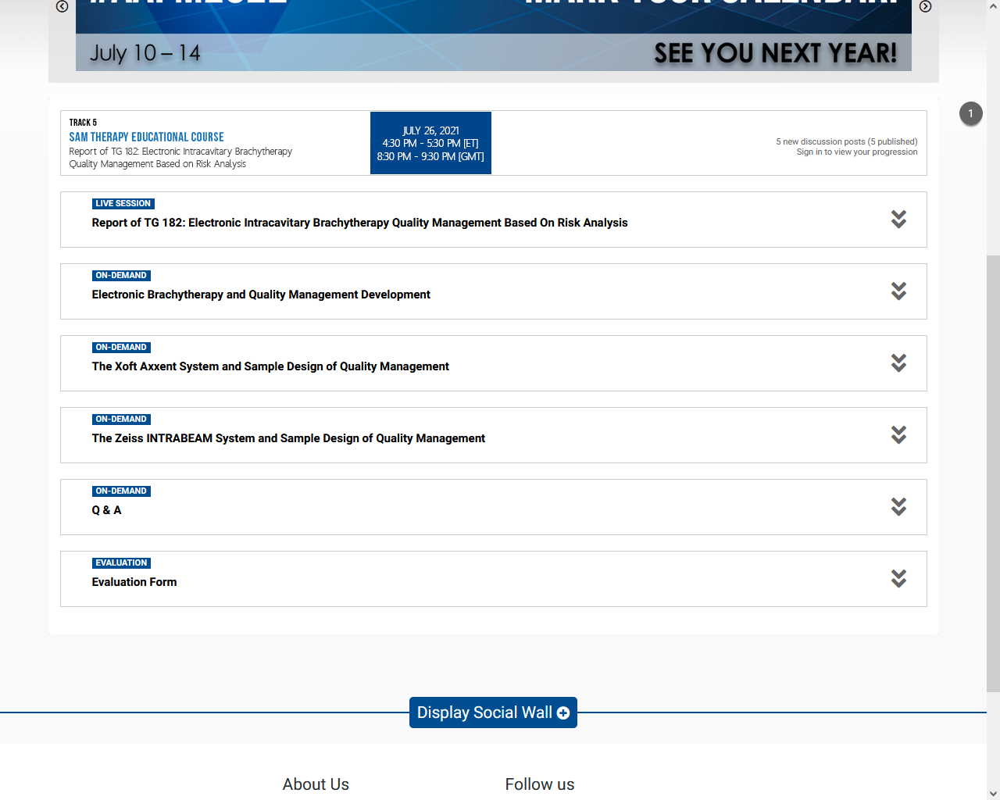 July 10 – 14
SEE YOU NEXT YEAR!
TRACK 5
SAM THERAPY EDUCATIONAL COURSE
Report of TG 182: Electronic Intracavitary Brachytherapy
Quality Management Based on Risk Analysis
JULY 26, 2021
4:30 PM - 5:30 PM [ET]
8:30 PM - 9:30 PM [GMT]
5 new discussion posts (5 published)
Sign in to view your progression
1
LIVE SESSION
Report of TG 182: Electronic Intracavitary Brachytherapy Quality Management Based On Risk Analysis
ON-DEMAND
Electronic Brachytherapy and Quality Management Development
ON-DEMAND
The Xoft Axxent System and Sample Design of Quality Management
ON-DEMAND
The Zeiss INTRABEAM System and Sample Design of Quality Management
ON-DEMAND
Q & A
EVALUATION
Evaluation Form
Display Social Wall
About Us
Follow us